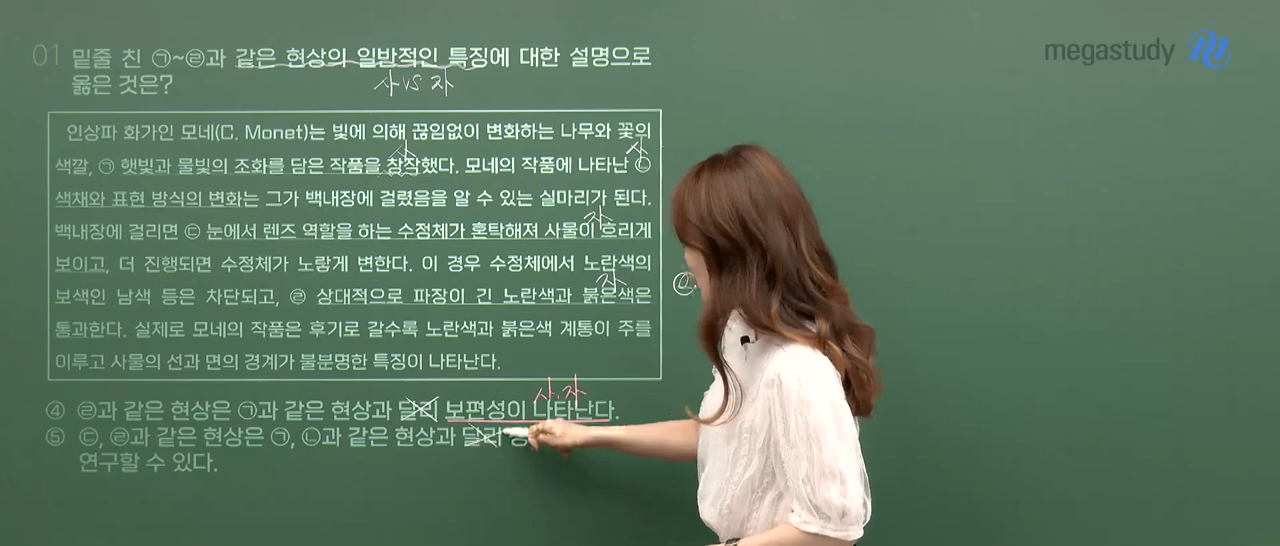 01 밑줄 친 ㉠~㉣과 같은 현상의 일반적인 특징에 대한 설명으로
megastudy
옳은 것은?
사 vs 자
인상파 화가인 모네(C. Monet)는 빛에 의해 끊임없이 변화하는 나무와 꽃의
사
사
색깔, ㉠ 햇빛과 물빛의 조화를 담은 작품을 창작했다. 모네의 작품에 나타난 ㉡
색채와 표현 방식의 변화는 그가 백내장에 걸렸음을 알 수 있는 실마리가 된다.
자
백내장에 걸리면 ㉢ 눈에서 렌즈 역할을 하는 수정체가 혼탁해져 사물이 흐리게
보이고, 더 진행되면 수정체가 노랗게 변한다. 이 경우 수정체에서 노란색의
자
보색인 남색 등은 차단되고, ㉣ 상대적으로 파장이 긴 노란색과 붉은색은
통과한다. 실제로 모네의 작품은 후기로 갈수록 노란색과 붉은색 계통이 주를
이루고 사물의 선과 면의 경계가 불분명한 특징이 나타난다.
사·자
④ ㉣과 같은 현상은 ㉠과 같은 현상과 달리 보편성이 나타난다.
⑤ ㉢, ㉣과 같은 현상은 ㉠, ㉡과 같은 현상과 달리
연구할 수 있다.